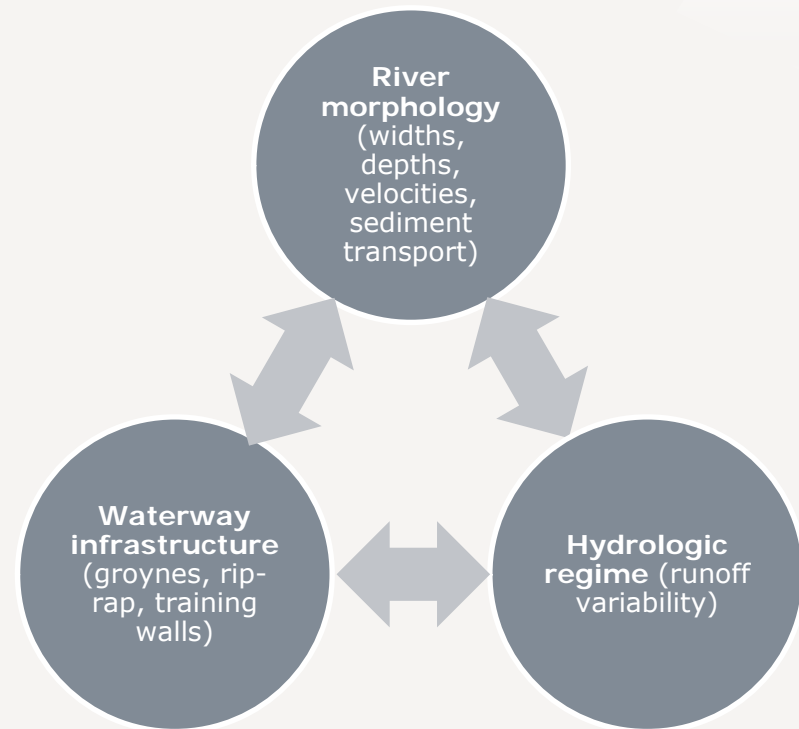 River
morphology
(widths,
depths,
velocities,
sediment
transport)
Waterway
infrastructure
(groynes, rip-
rap, training
walls)
Hydrologic
regime (runoff
variability)